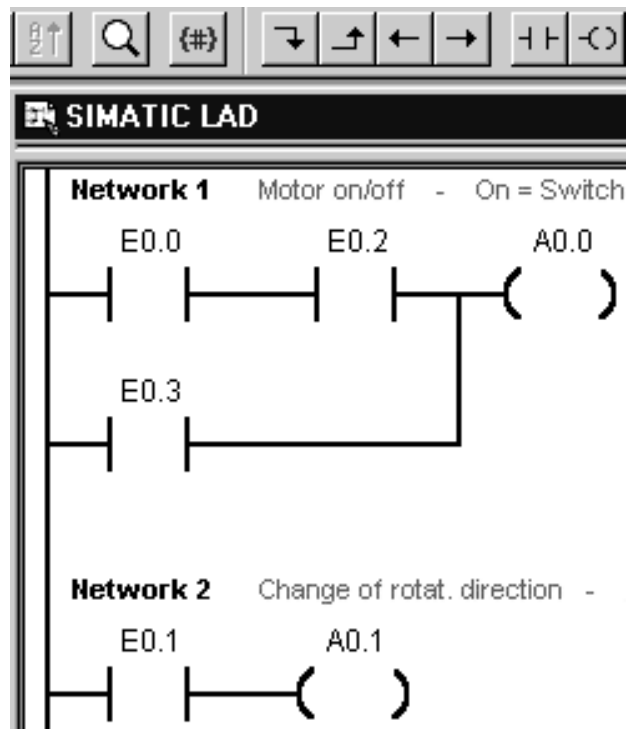 A Z
{#}
SIMATIC LAD
Network 1 Motor on/off - On = Switch
E0.0 E0.2 A0.0
E0.3
Network 2 Change of rotat. direction -
E0.1 A0.1